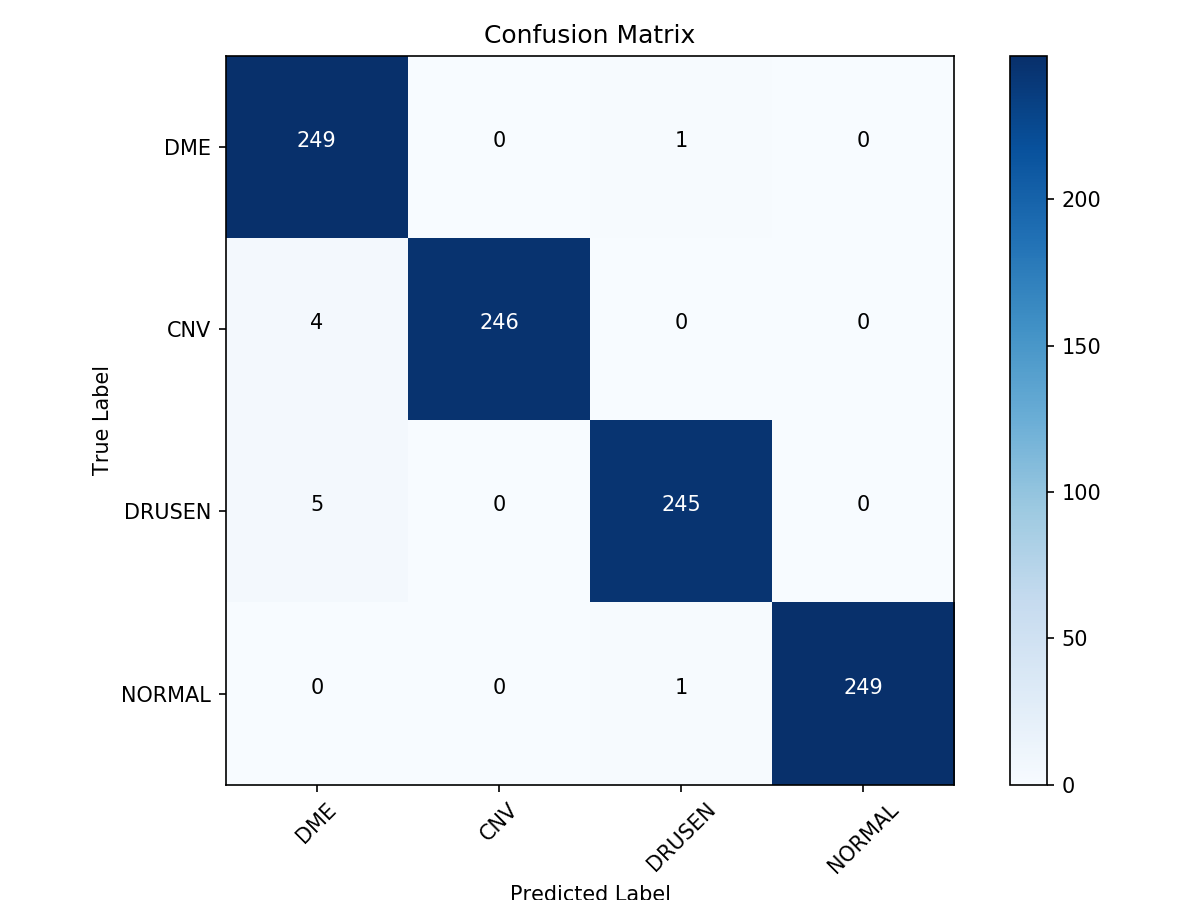 Confusion Matrix
DME 249 0 1 0
CNV 4 246 0 0
DRUSEN 5 0 245 0
NORMAL 0 0 1 249
DME CNV DRUSEN NORMAL
True Label
Predicted Label
200
150
100
50
0